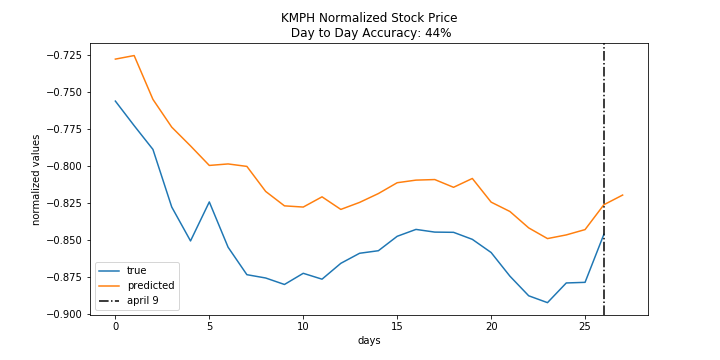 KMPH Normalized Stock Price
Day to Day Accuracy: 44%
normalized values
−0.725
−0.750
−0.775
−0.800
−0.825
−0.850
−0.875
−0.900
true
predicted
april 9
0
5
10
15
20
25
days